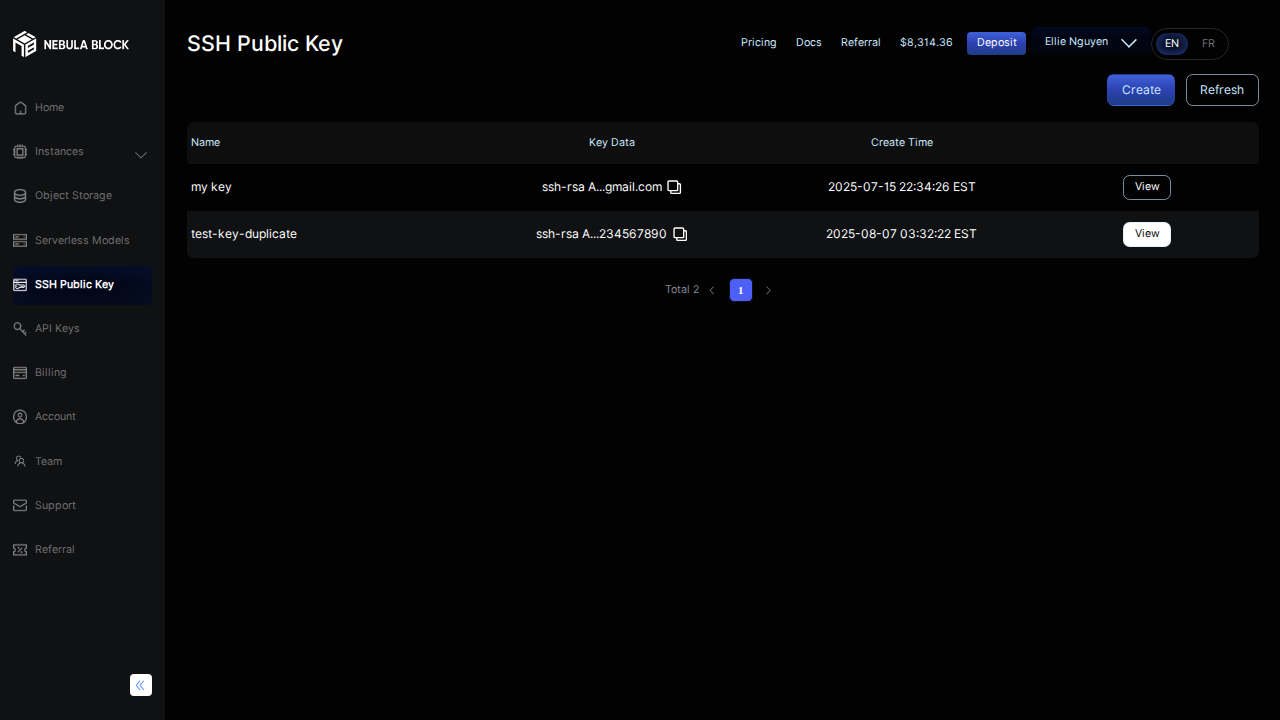 NEBULA BLOCK
Home
Instances
Object Storage
Serverless Models
SSH Public Key
API Keys
Billing
Account
Team
Support
Referral
SSH Public Key
Pricing Docs Referral $8,314.36 Deposit Ellie Nguyen EN FR
Create Refresh
Name Key Data Create Time
my key ssh-rsa A...gmail.com 2025-07-15 22:34:26 EST View
test-key-duplicate ssh-rsa A...234567890 2025-08-07 03:32:22 EST View
Total 2 1